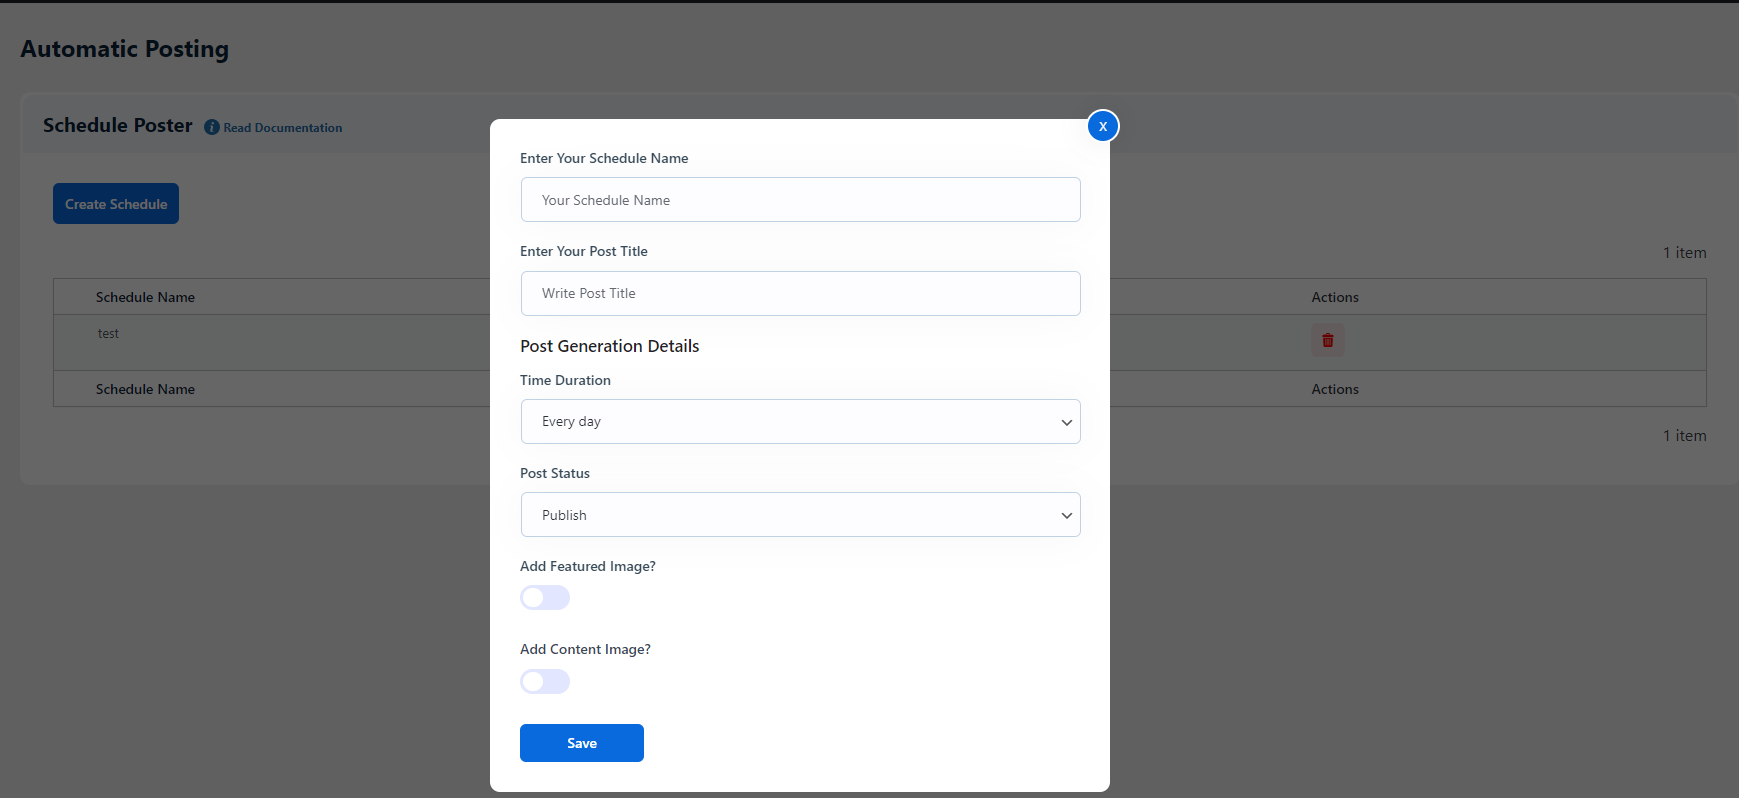 Automatic Posting
Schedule Poster i Read Documentation
Create Schedule
1 item
Schedule Name Actions
test
Schedule Name Actions
1 item
X
Enter Your Schedule Name
Your Schedule Name
Enter Your Post Title
Write Post Title
Post Generation Details
Time Duration
Every day
Post Status
Publish
Add Featured Image?
Add Content Image?
Save